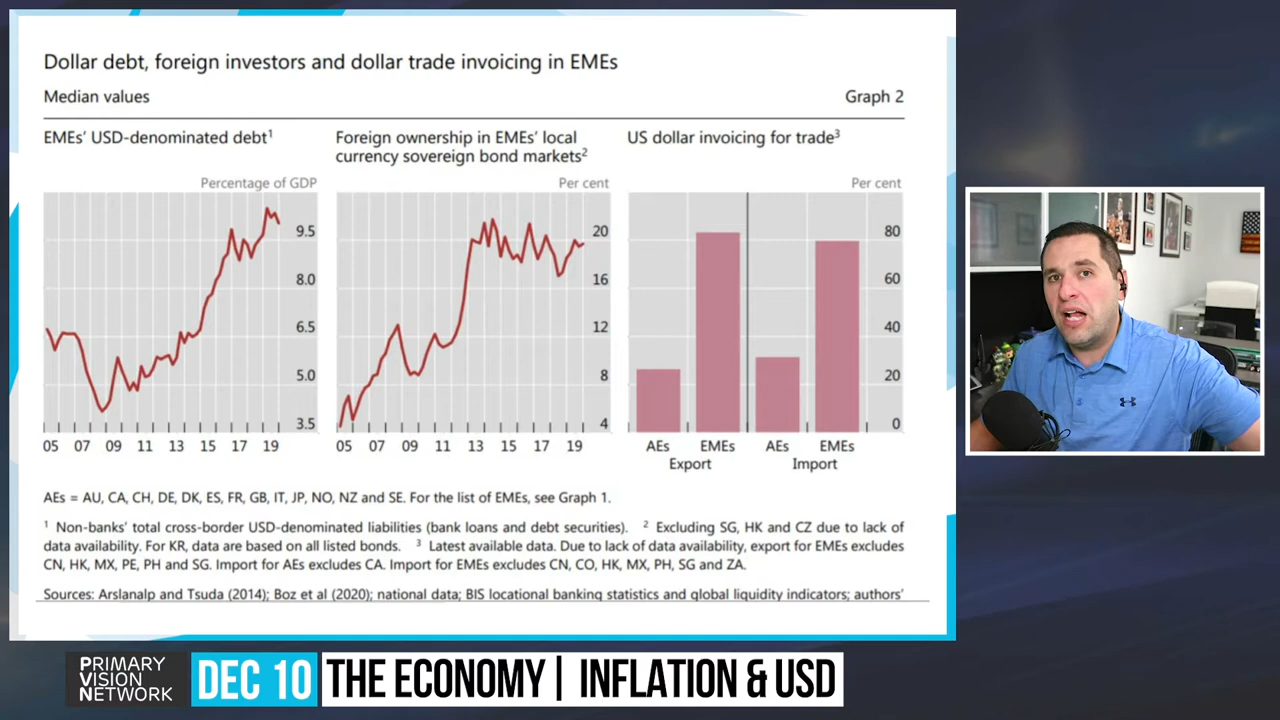 Dollar debt, foreign investors and dollar trade invoicing in EMEs
Median values
Graph 2
EMEs’ USD-denominated debt¹
Percentage of GDP
9.5
8.0
6.5
5.0
3.5
05 07 09 11 13 15 17 19
Foreign ownership in EMEs’ local
currency sovereign bond markets²
Per cent
20
16
12
8
4
05 07 09 11 13 15 17 19
US dollar invoicing for trade³
Per cent
80
60
40
20
0
AEs EMEs AEs EMEs
Export Import
AEs = AU, CA, CH, DE, DK, ES, FR, GB, IT, JP, NO, NZ and SE. For the list of EMEs, see Graph 1.
¹ Non-banks’ total cross-border USD-denominated liabilities (bank loans and debt securities). ² Excluding SG, HK and CZ due to lack of
data availability. For KR, data are based on all listed bonds. ³ Latest available data. Due to lack of data availability, export for EMEs excludes
CN, HK, MX, PE, PH and SG. Import for AEs excludes CA. Import for EMEs excludes CN, CO, HK, MX, PH, SG and ZA.
Sources: Arslanalp and Tsuda (2014); Boz et al (2020); national data; BIS locational banking statistics and global liquidity indicators; authors’
PRIMARY
VISION
NETWORK
DEC 10
THE ECONOMY | INFLATION & USD